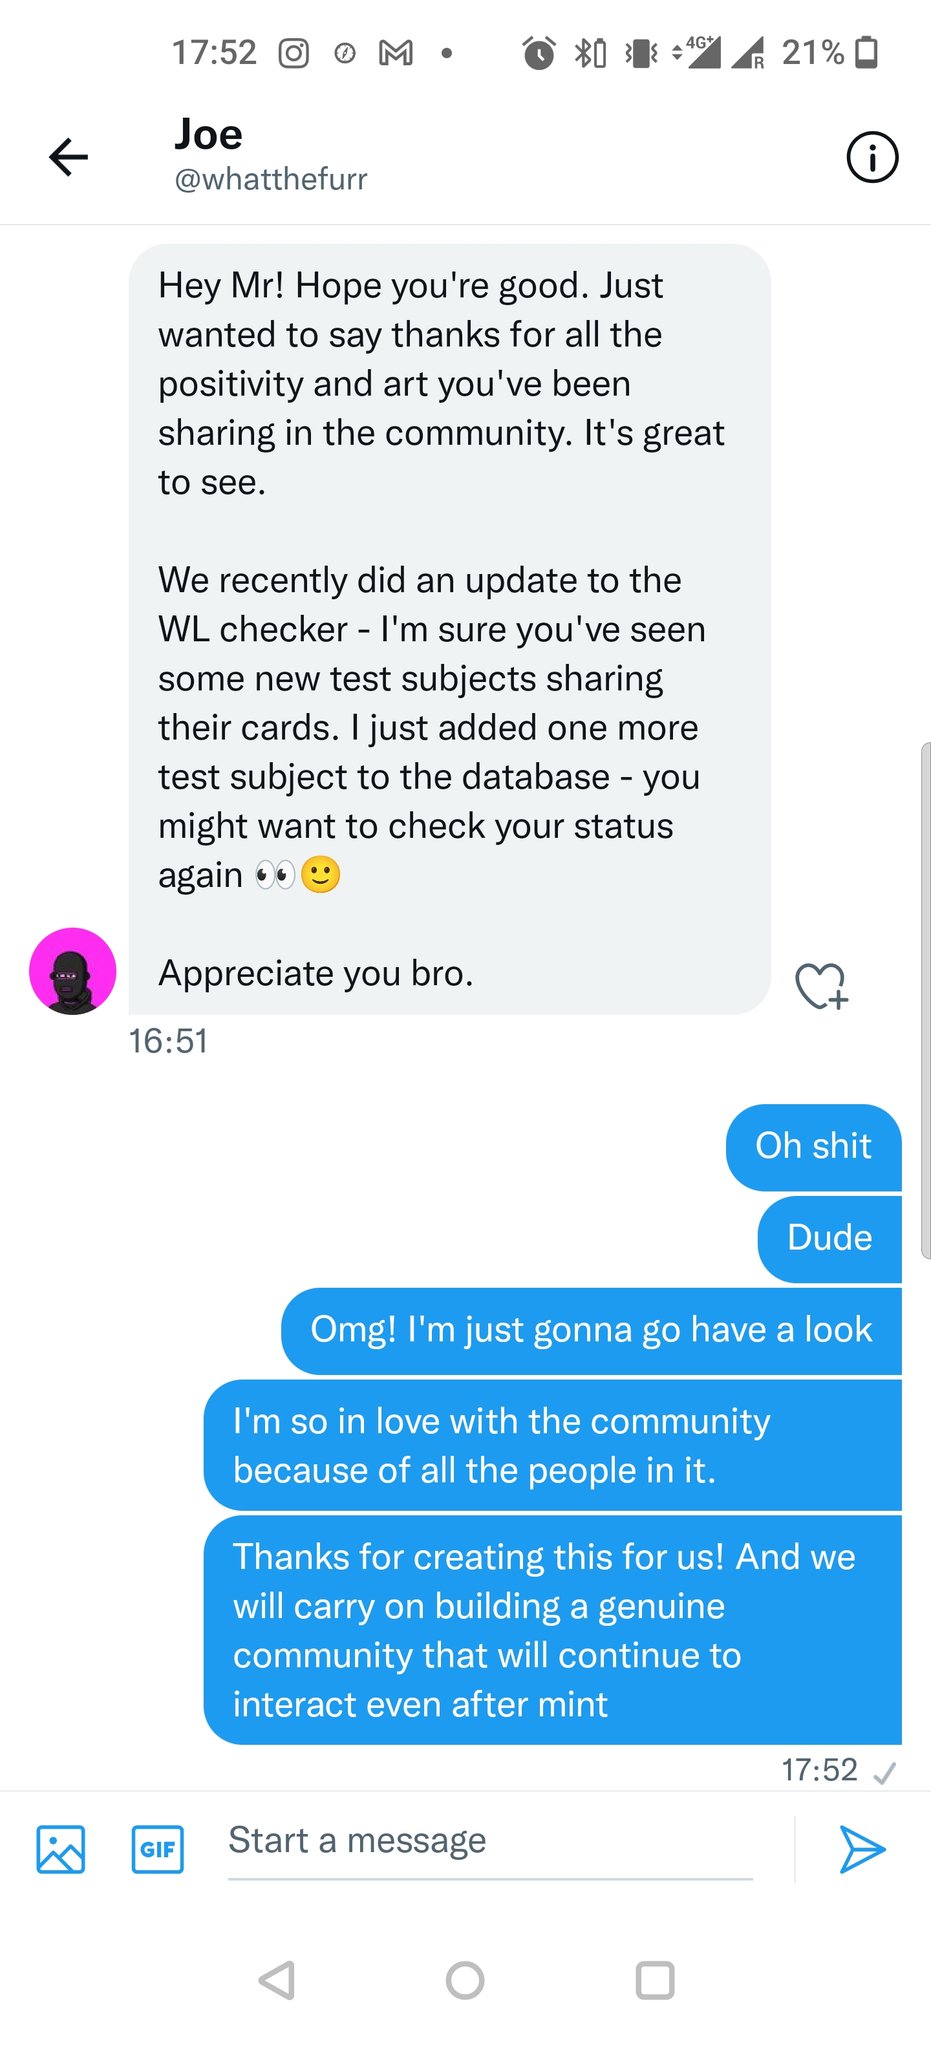 17:52
4G+
R
21%
Joe
@whatthefurr
Hey Mr! Hope you're good. Just
wanted to say thanks for all the
positivity and art you've been
sharing in the community. It's great
to see.
We recently did an update to the
WL checker - I'm sure you've seen
some new test subjects sharing
their cards. I just added one more
test subject to the database - you
might want to check your status
again 👀🙂
Appreciate you bro.
16:51
Oh shit
Dude
Omg! I'm just gonna go have a look
I'm so in love with the community
because of all the people in it.
Thanks for creating this for us! And we
will carry on building a genuine
community that will continue to
interact even after mint
17:52
GIF
Start a message